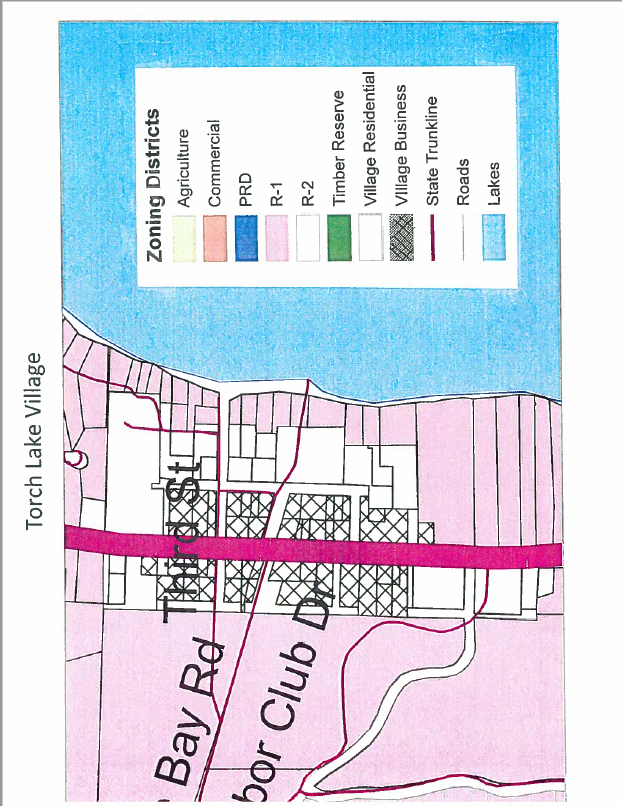 Torch Lake Village
Zoning Districts
Agriculture
Commercial
PRD
R-1
R-2
Timber Reserve
Village Residential
VIllage Business
State Trunkline
Roads
Lakes
Third St
Bay Rd
bor Club Dr